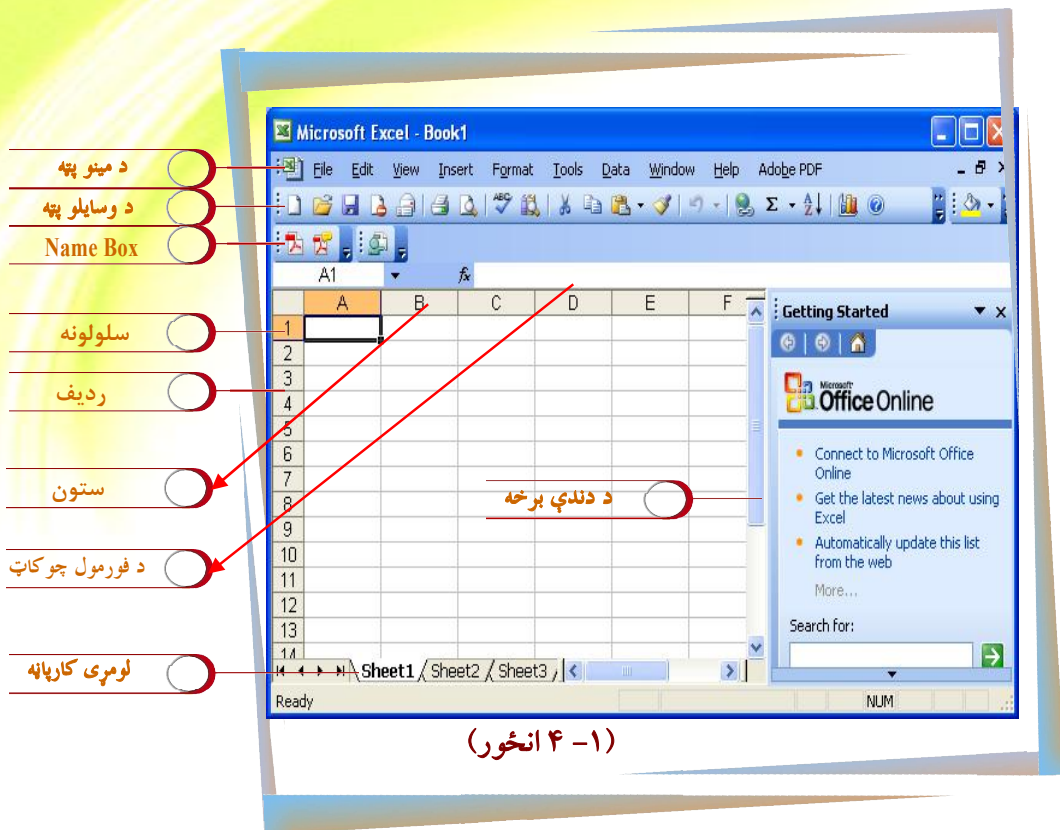 د مینو پټه
د وسایلو پټه
Name Box
سلولونه
ردیف
ستون
د فورمول چوکاټ
لومړی کارپاڼه
د دندې برخه
Microsoft Excel - Book1
File Edit View Insert Format Tools Data Window Help Adobe PDF
A1 fx
A B C D E F
1
2
3
4
5
6
7
8
9
10
11
12
13
14
Sheet1 Sheet2 Sheet3
Ready NUM
Getting Started
Microsoft
Office Online
Connect to Microsoft Office
Online
Get the latest news about using
Excel
Automatically update this list
from the web
More...
Search for:
(۱- ۴ انځور)